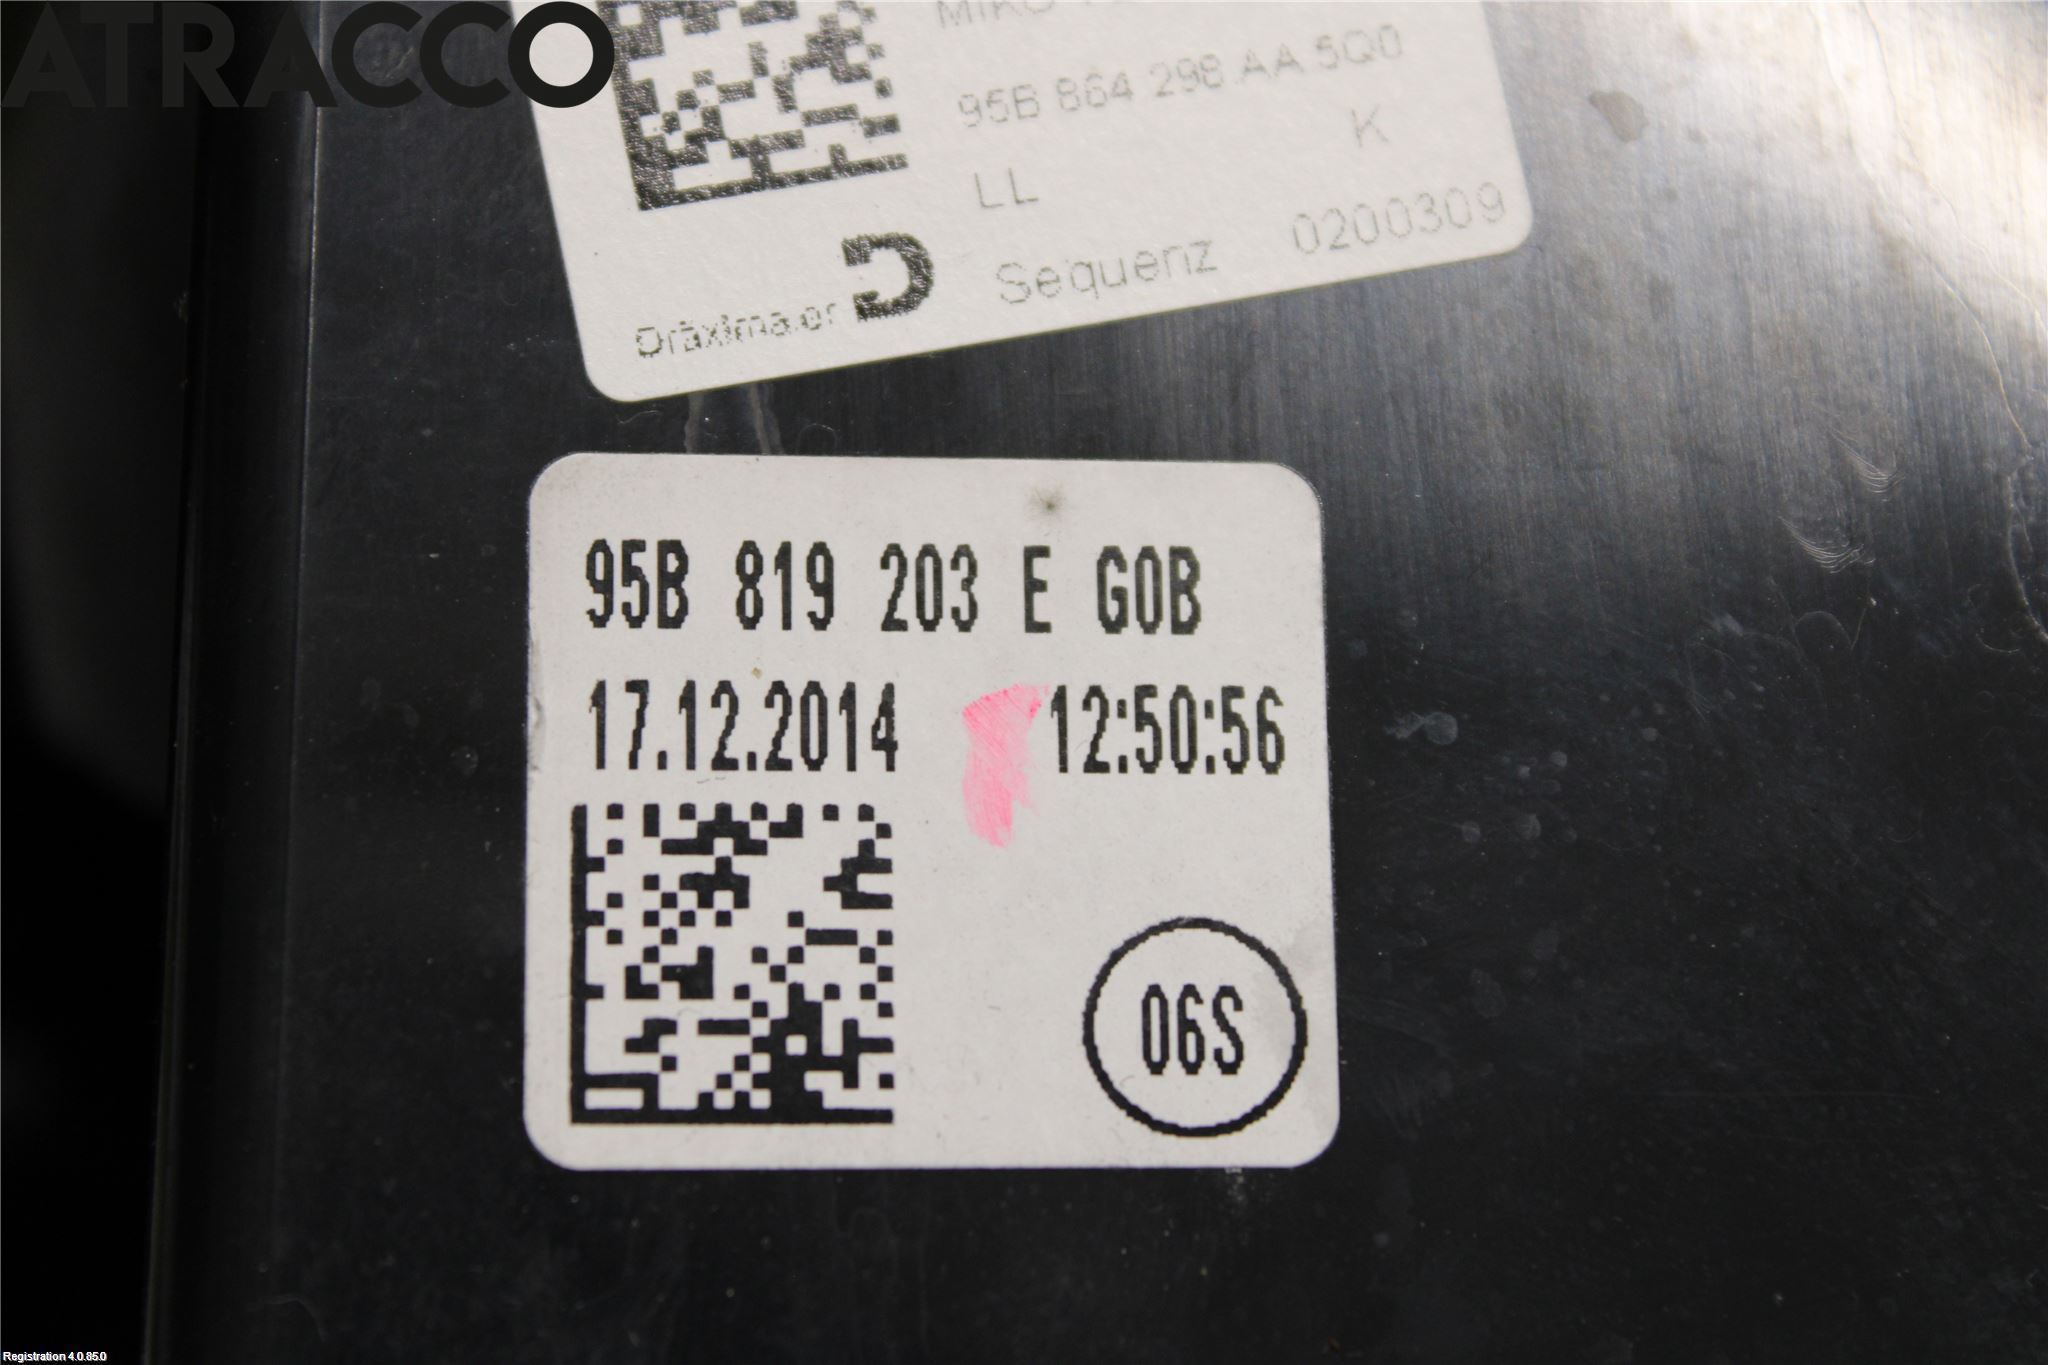 ATRACCO
95B 864 298 AA 5Q0
K
LL
Sequenz 0200309
Dräxlmaier
95B 819 203 E G0B
17.12.2014 12:50:56
06S
Registration 4.0.85.0